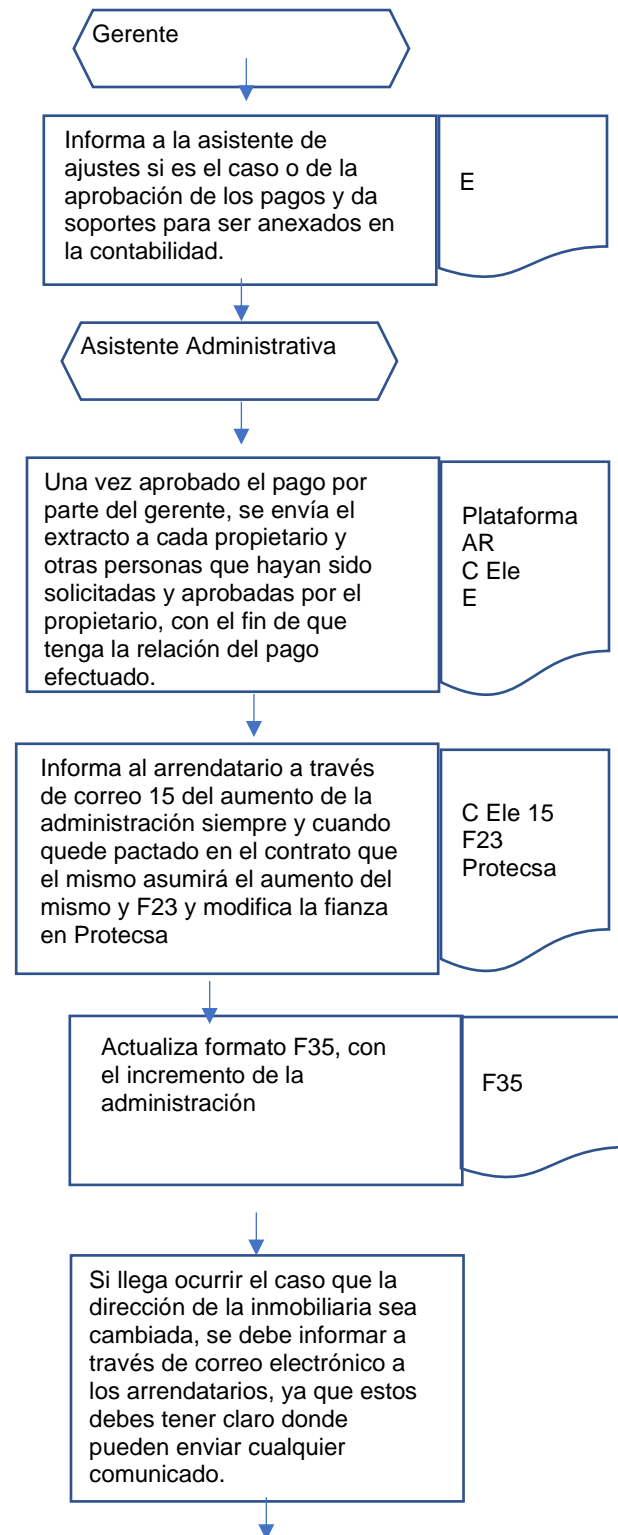 Gerente
Informa a la asistente de
ajustes si es el caso o de la
aprobación de los pagos y da
soportes para ser anexados en
la contabilidad.
E
Asistente Administrativa
Una vez aprobado el pago por
parte del gerente, se envía el
extracto a cada propietario y
otras personas que hayan sido
solicitadas y aprobadas por el
propietario, con el fin de que
tenga la relación del pago
efectuado.
Plataforma
AR
C Ele
E
Informa al arrendatario a través
de correo 15 del aumento de la
administración siempre y cuando
quede pactado en el contrato que
el mismo asumirá el aumento del
mismo y F23 y modifica la fianza
en Protecsa
C Ele 15
F23
Protecsa
Actualiza formato F35, con
el incremento de la
administración
F35
Si llega ocurrir el caso que la
dirección de la inmobiliaria sea
cambiada, se debe informar a
través de correo electrónico a
los arrendatarios, ya que estos
debes tener claro donde
pueden enviar cualquier
comunicado.